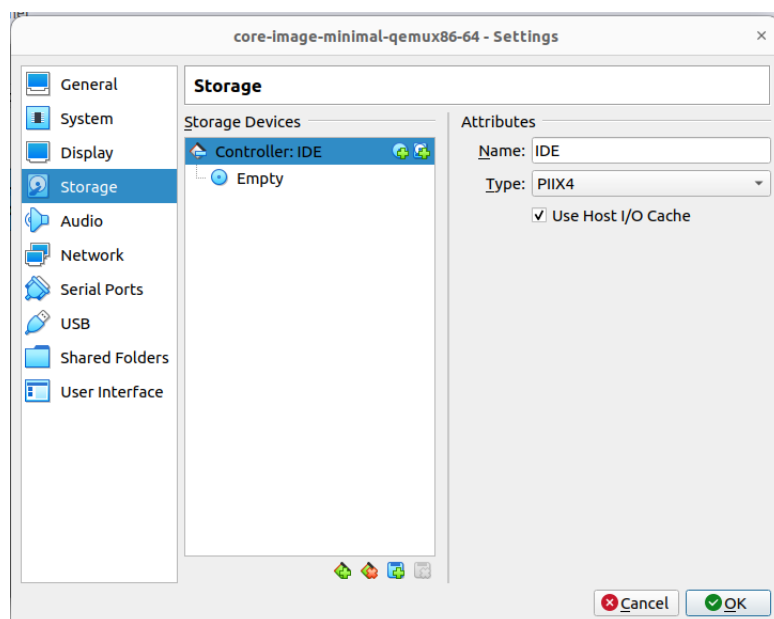 core-image-minimal-qemux86-64 - Settings
General
System
Display
Storage
Audio
Network
Serial Ports
USB
Shared Folders
User Interface
Storage
Storage Devices
Controller: IDE
Empty
Attributes
Name: IDE
Type: PIIX4
Use Host I/O Cache
Cancel
OK